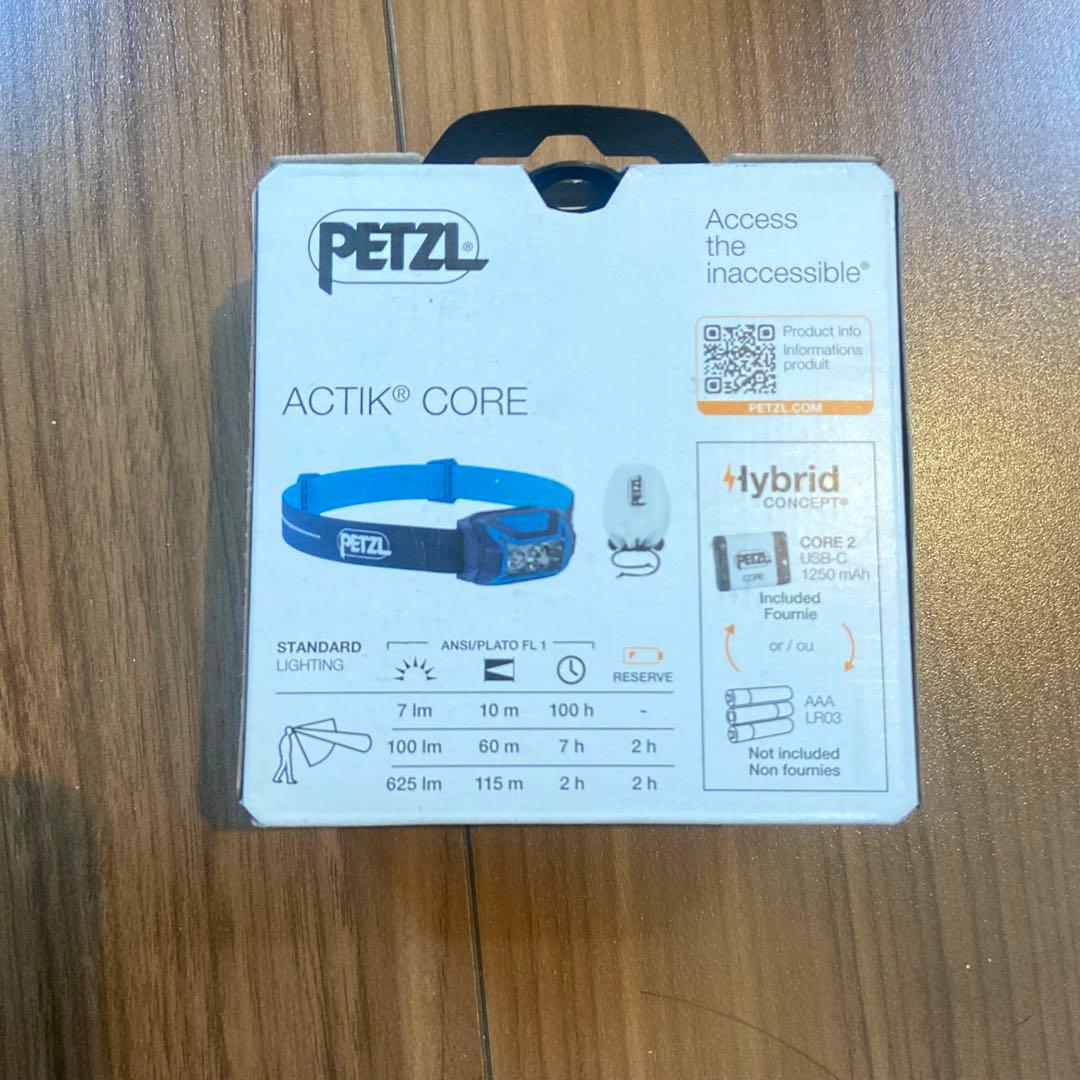 PETZL®
Access
the
inaccessible®
Product info
Informations
produit
PETZL.COM
ACTIK® CORE
PETZL
PETZL
Hybrid
CONCEPT®
PETZL
CORE
CORE 2
USB-C
1250 mAh
Included
Fournie
or / ou
AAA
LR03
Not included
Non fournies
STANDARD
LIGHTING
ANSI/PLATO FL 1
RESERVE
7 lm 10 m 100 h -
100 lm 60 m 7 h 2 h
625 lm 115 m 2 h 2 h